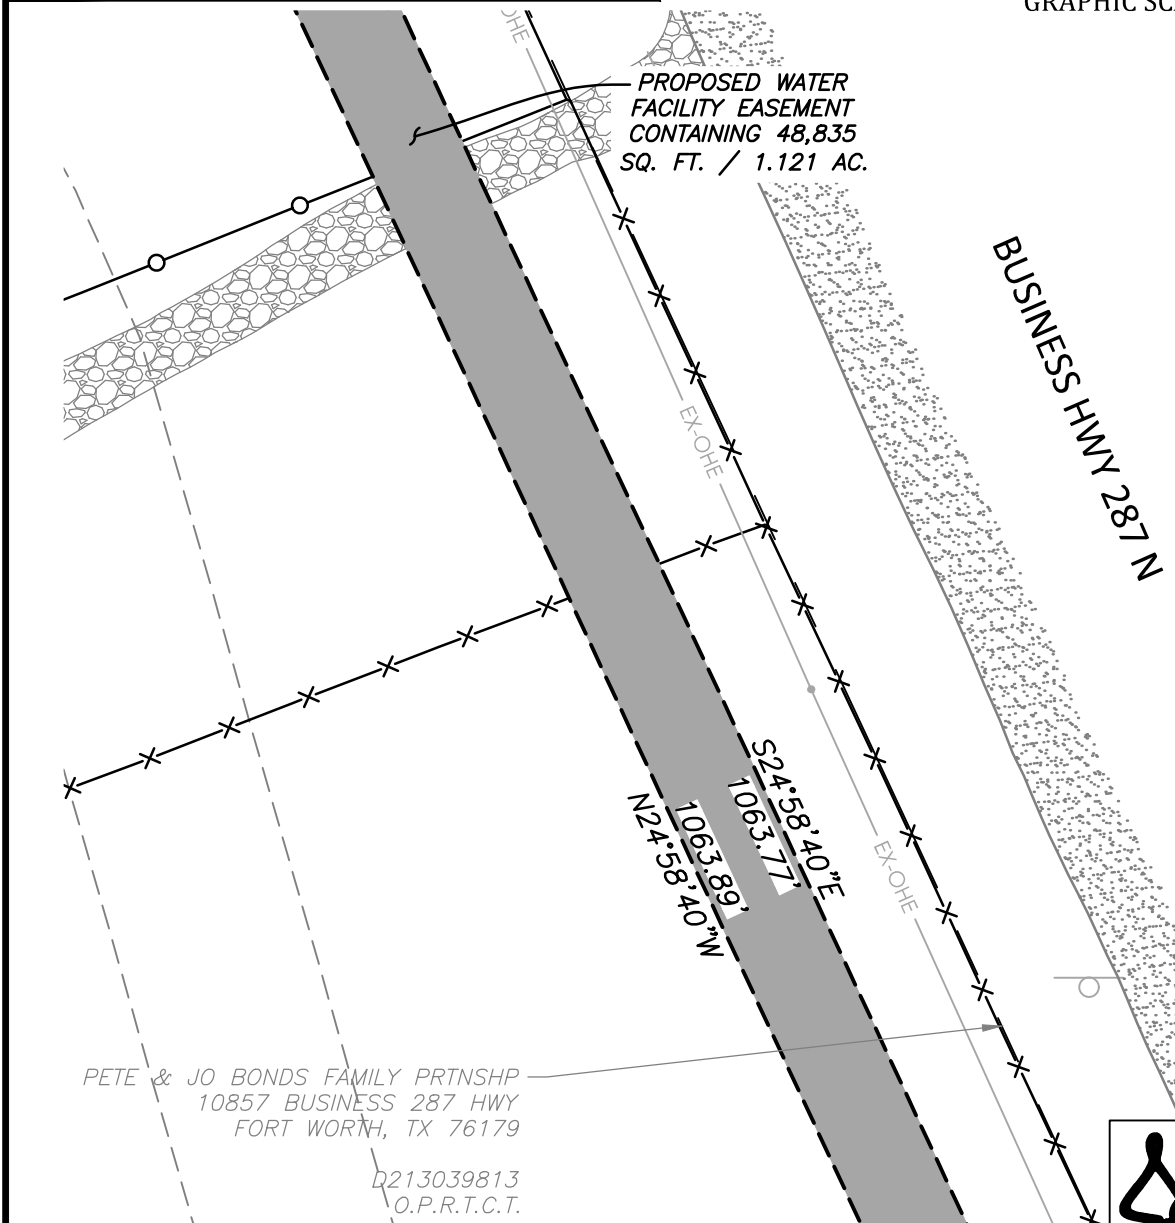 GRAPHIC
OHE
PROPOSED WATER
FACILITY EASEMENT
CONTAINING 48,835
SQ. FT. / 1.121 AC.
BUSINESS HWY 287 N
EX-OHE
S24°58'40"E
1063.77'
1063.89'
N24°58'40"W
EX-OHE
PETE & JO BONDS FAMILY PRTNSHP
10857 BUSINESS 287 HWY
FORT WORTH, TX 76179
D213039813
O.P.R.T.C.T.